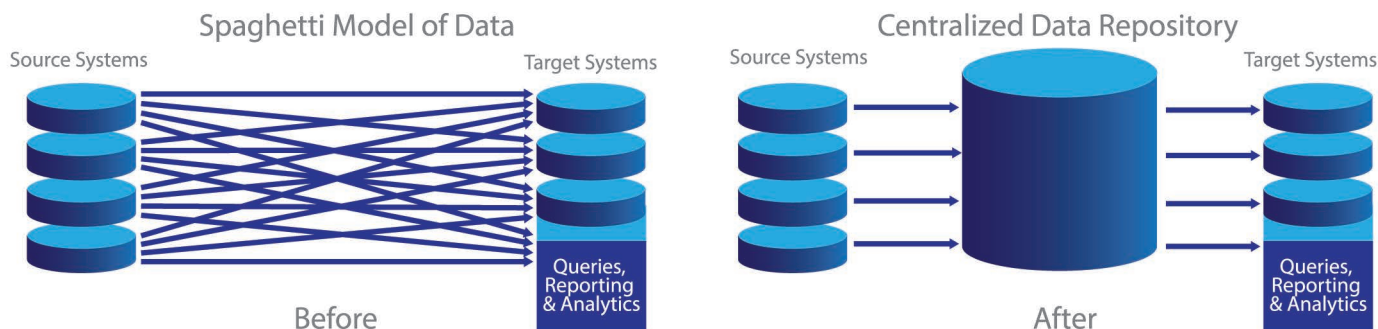 Spaghetti Model of Data
Source Systems
Target Systems
Queries,
Reporting
& Analytics
Before
Centralized Data Repository
Source Systems
Target Systems
Queries,
Reporting
& Analytics
After